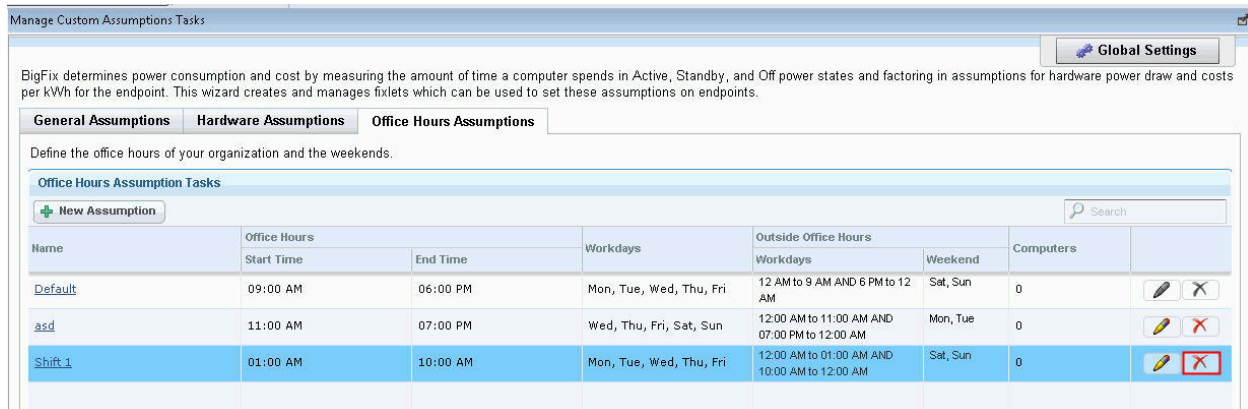 Manage Custom Assumptions Tasks
Global Settings
BigFix determines power consumption and cost by measuring the amount of time a computer spends in Active, Standby, and Off power states and factoring in assumptions for hardware power draw and costs
per kWh for the endpoint. This wizard creates and manages fixlets which can be used to set these assumptions on endpoints.
General Assumptions Hardware Assumptions Office Hours Assumptions
Define the office hours of your organization and the weekends.
Office Hours Assumption Tasks
New Assumption Search
Name Office Hours Workdays Outside Office Hours Computers
Start Time End Time Workdays Weekend
Default 09:00 AM 06:00 PM Mon, Tue, Wed, Thu, Fri 12 AM to 9 AM AND 6 PM to 12 Sat, Sun 0
AM
asd 11:00 AM 07:00 PM Wed, Thu, Fri, Sat, Sun 12:00 AM to 11:00 AM AND Mon, Tue 0
07:00 PM to 12:00 AM
Shift 1 01:00 AM 10:00 AM Mon, Tue, Wed, Thu, Fri 12:00 AM to 01:00 AM AND Sat, Sun 0
10:00 AM to 12:00 AM